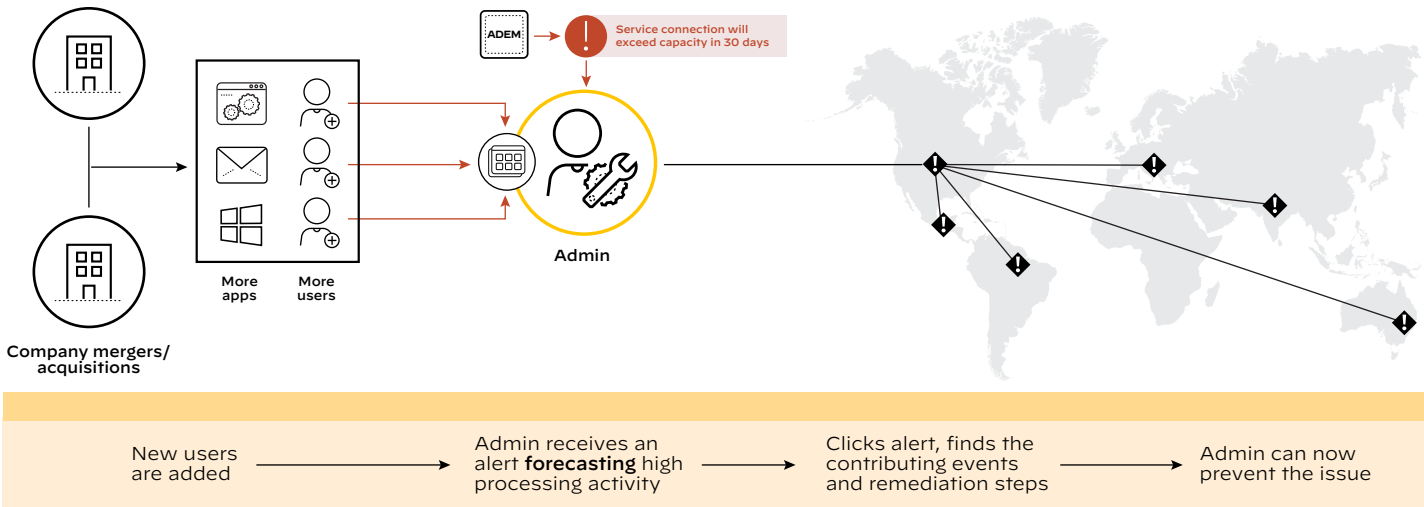 ADEM
Service connection will
exceed capacity in 30 days
Admin
More
apps
More
users
Company mergers/
acquisitions
New users
are added
Admin receives an
alert forecasting high
processing activity
Clicks alert, finds the
contributing events
and remediation steps
Admin can now
prevent the issue